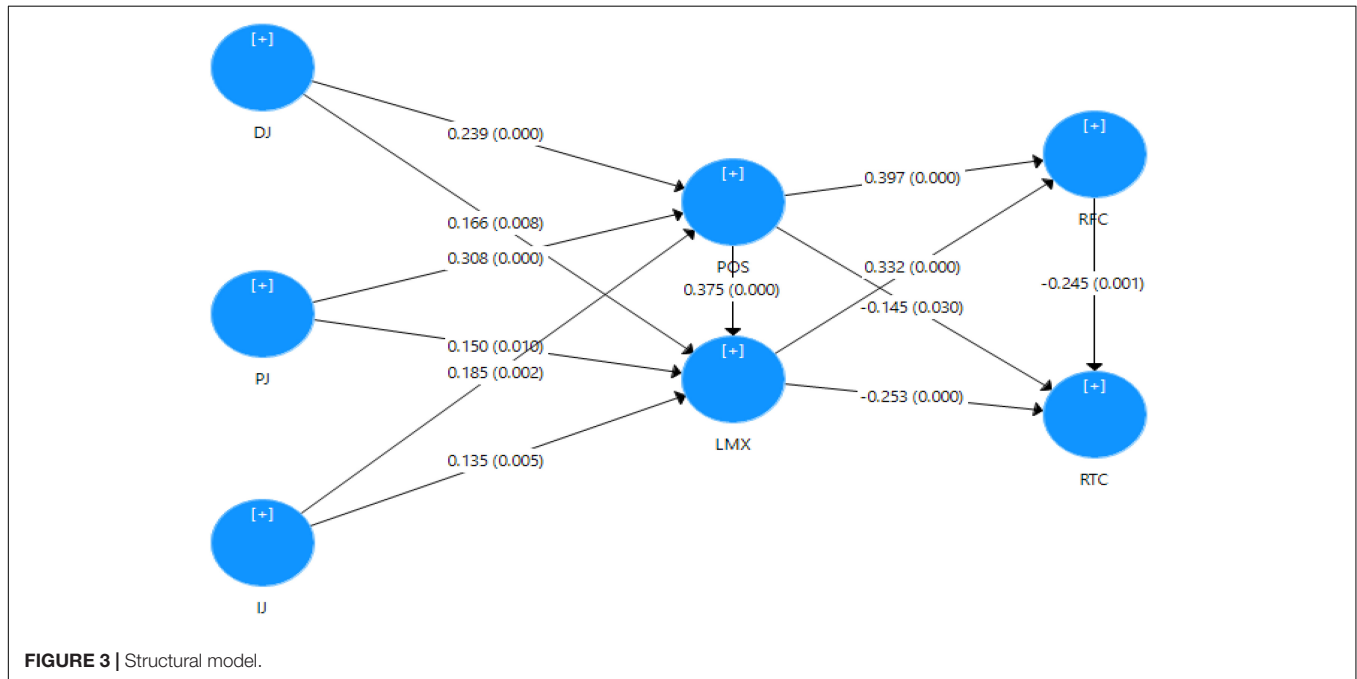 [+]
DJ
[+]
RFC
0.239 (0.000)
[+]
POS
0.397 (0.000)
0.166 (0.008)
0.308 (0.000)
0.332 (0.000)
0.375 (0.000)
-0.245 (0.001)
-0.145 (0.030)
[+]
PJ
0.150 (0.010)
0.185 (0.002)
[+]
LMX
-0.253 (0.000)
[+]
RTC
0.135 (0.005)
[+]
IJ
FIGURE 3 | Structural model.